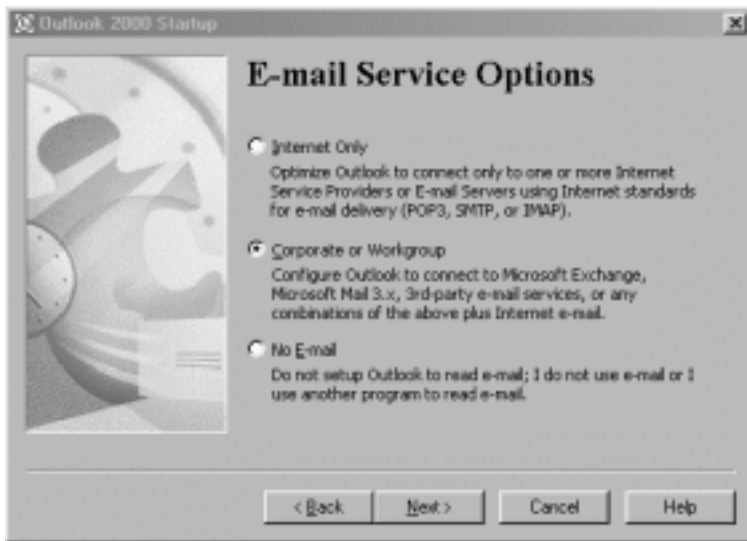 Outlook 2000 Startup
E-mail Service Options
Internet Only
Optimize Outlook to connect only to one or more Internet
Service Providers or E-mail Servers using Internet standards
for e-mail delivery (POP3, SMTP, or IMAP).
Corporate or Workgroup
Configure Outlook to connect to Microsoft Exchange,
Microsoft Mail 3.x, 3rd-party e-mail services, or any
combinations of the above plus Internet e-mail.
No E-mail
Do not setup Outlook to read e-mail; I do not use e-mail or I
use another program to read e-mail.
< Back Next > Cancel Help